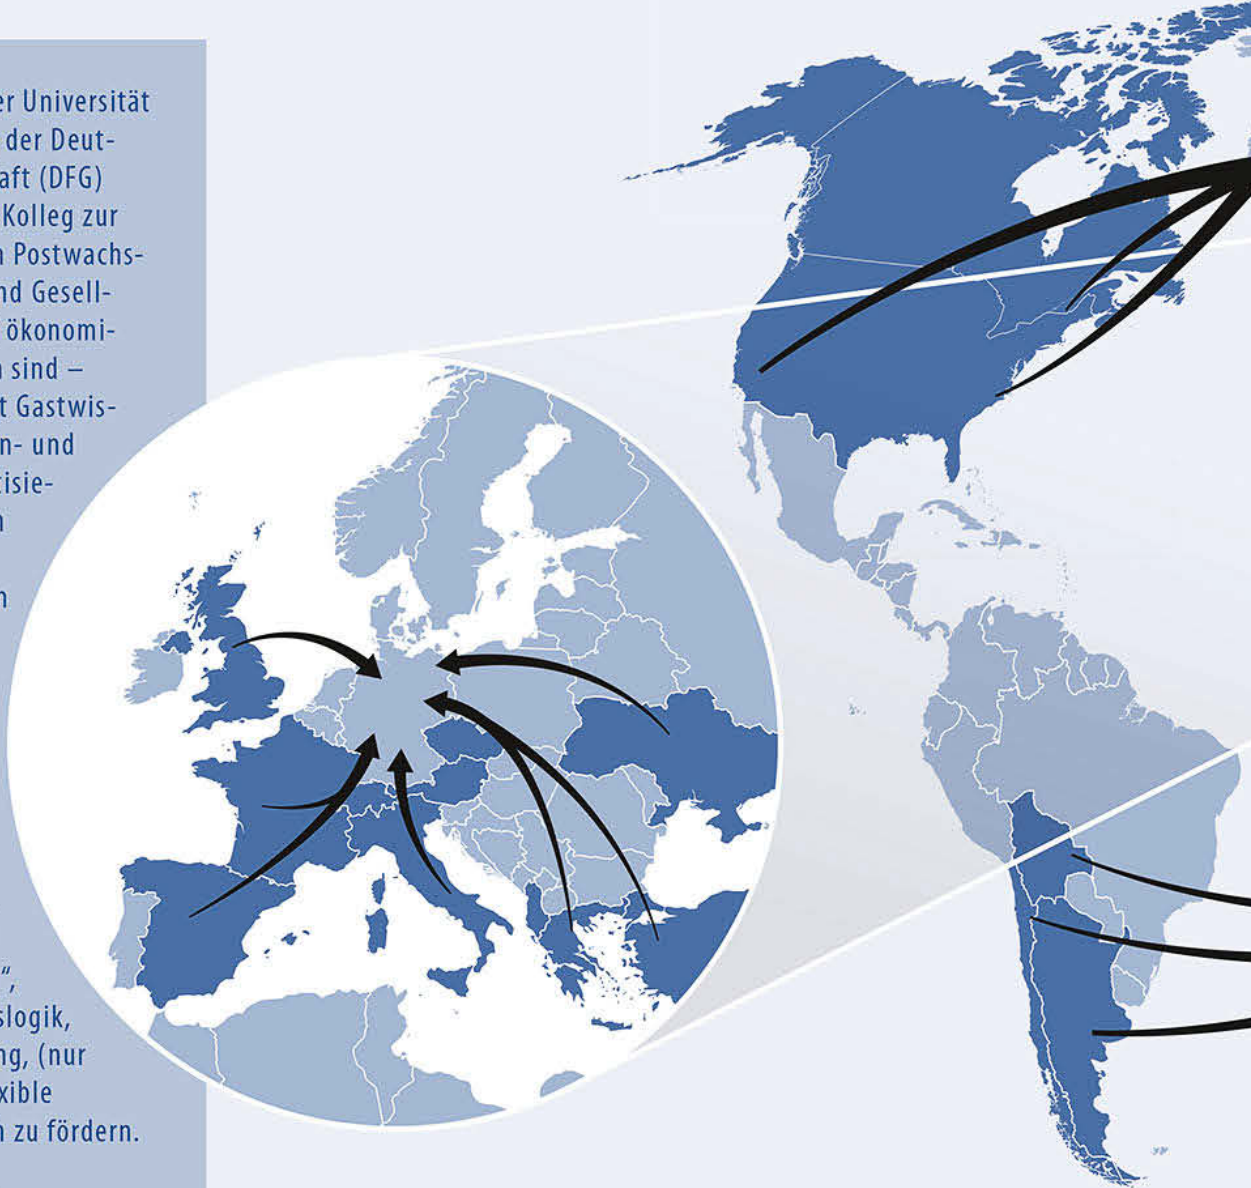 er Universität
der Deut-
aft (DFG)
Kolleg zur
n Postwachs-
nd Gesell-
ökonomi-
n sind –
t Gastwis-
n- und
tisie-
n
n
“,
slogik,
ng, (nur
xible
n zu fördern.